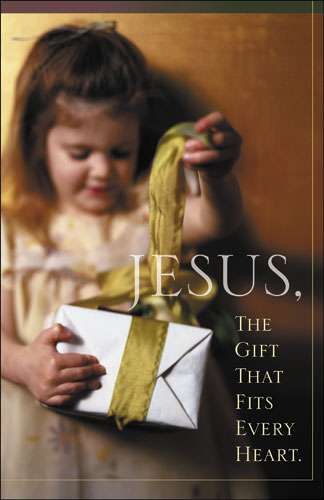 JESUS,
THE
GIFT
THAT
FITS
EVERY
HEART.